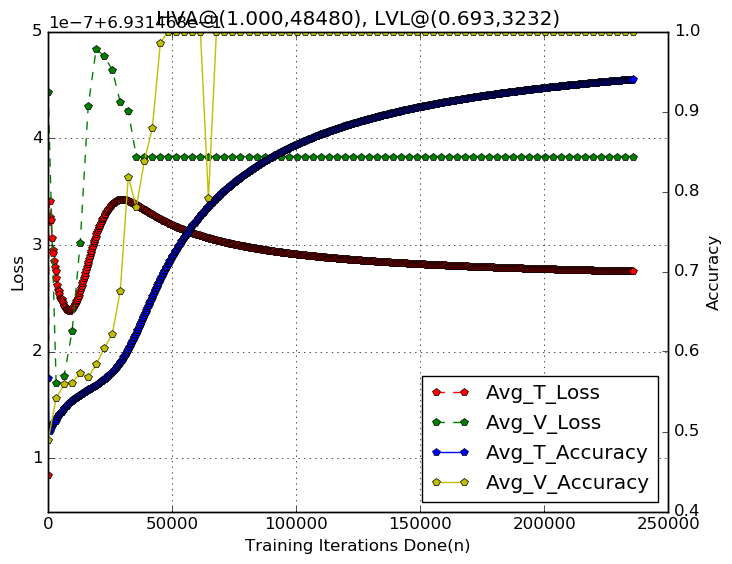 HVA@(1.000,48480), LVL@(0.693,3232)
1e−7+6.931468e−1
5
4
3
2
1
1.0
0.9
0.8
0.7
0.6
0.5
0.4
Loss
Accuracy
Avg_T_Loss
Avg_V_Loss
Avg_T_Accuracy
Avg_V_Accuracy
0
50000
100000
150000
200000
250000
Training Iterations Done(n)